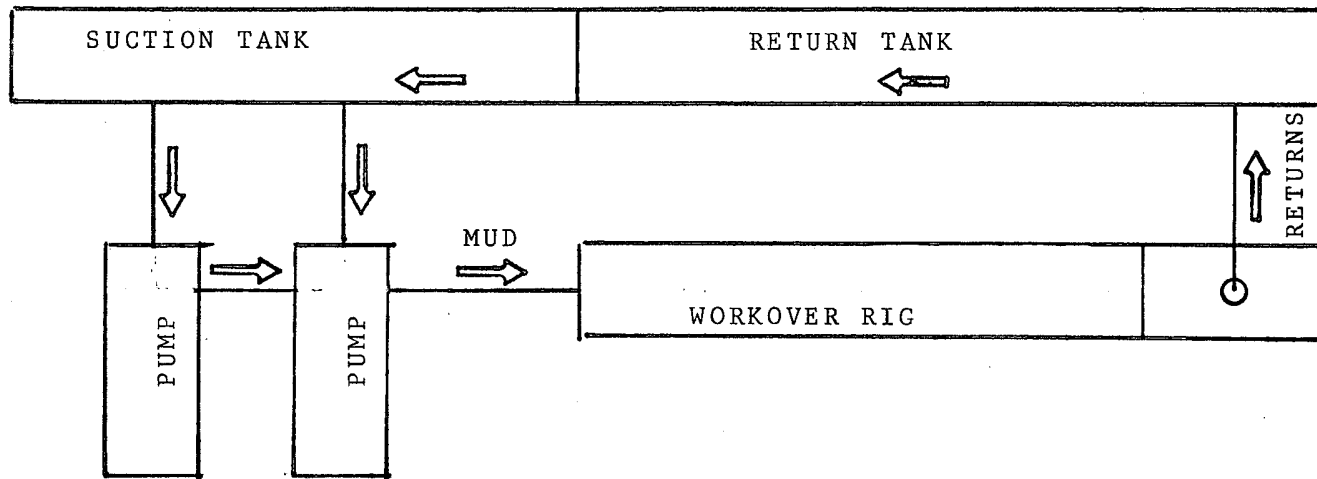 SUCTION TANK
RETURN TANK
RETURNS
MUD
WORKOVER RIG
PUMP
PUMP